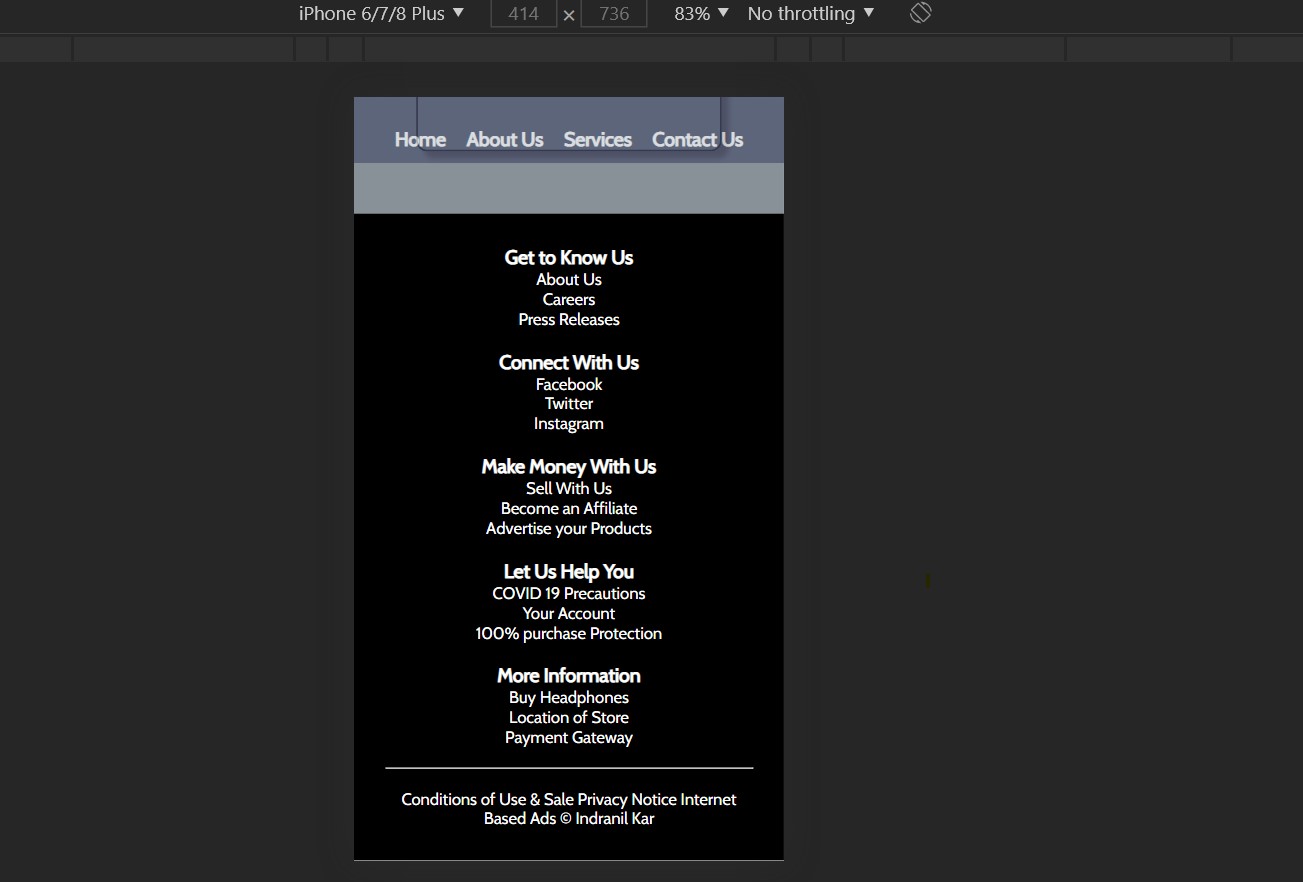 iPhone 6/7/8 Plus ▼ 414 × 736 83% ▼ No throttling ▼
Home About Us Services Contact Us
Get to Know Us
About Us
Careers
Press Releases
Connect With Us
Facebook
Twitter
Instagram
Make Money With Us
Sell With Us
Become an Affiliate
Advertise your Products
Let Us Help You
COVID 19 Precautions
Your Account
100% purchase Protection
More Information
Buy Headphones
Location of Store
Payment Gateway
Conditions of Use & Sale Privacy Notice Internet
Based Ads © Indranil Kar